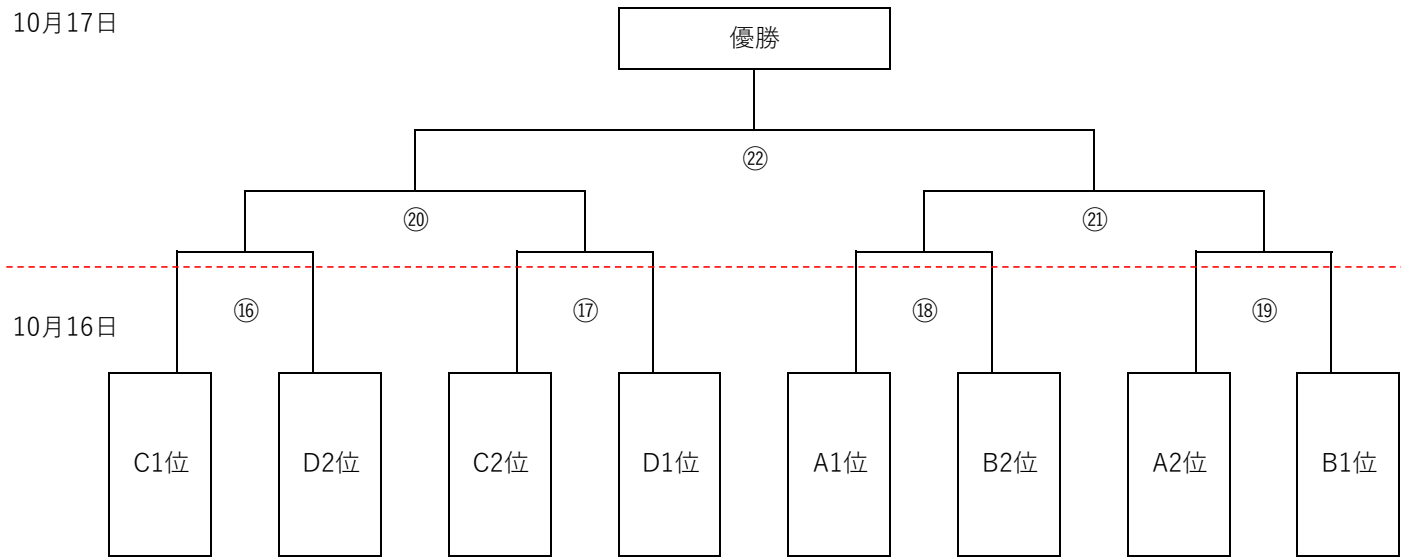 10月17日
優勝
㉒
⑳
㉑
⑯
⑰
⑱
⑲
10月16日
C1位
D2位
C2位
D1位
A1位
B2位
A2位
B1位